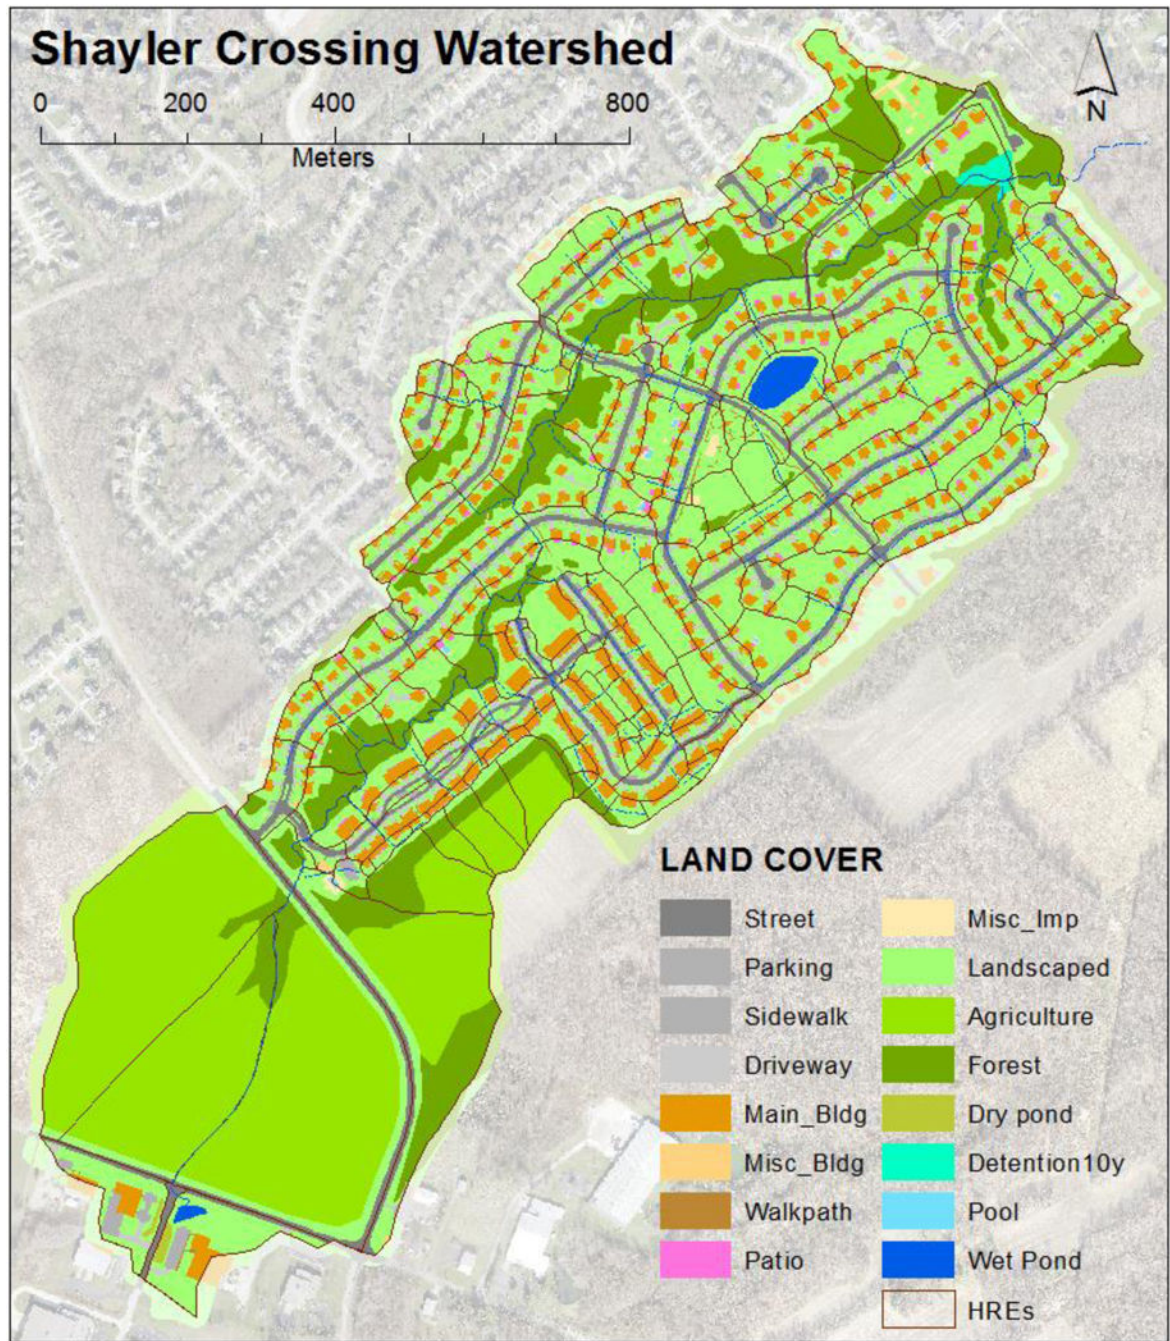 Shayler Crossing Watershed
0 200 400 800
Meters
N
LAND COVER
Street
Parking
Sidewalk
Driveway
Main_Bldg
Misc_Bldg
Walkpath
Patio
Misc_Imp
Landscaped
Agriculture
Forest
Dry pond
Detention10y
Pool
Wet Pond
HREs